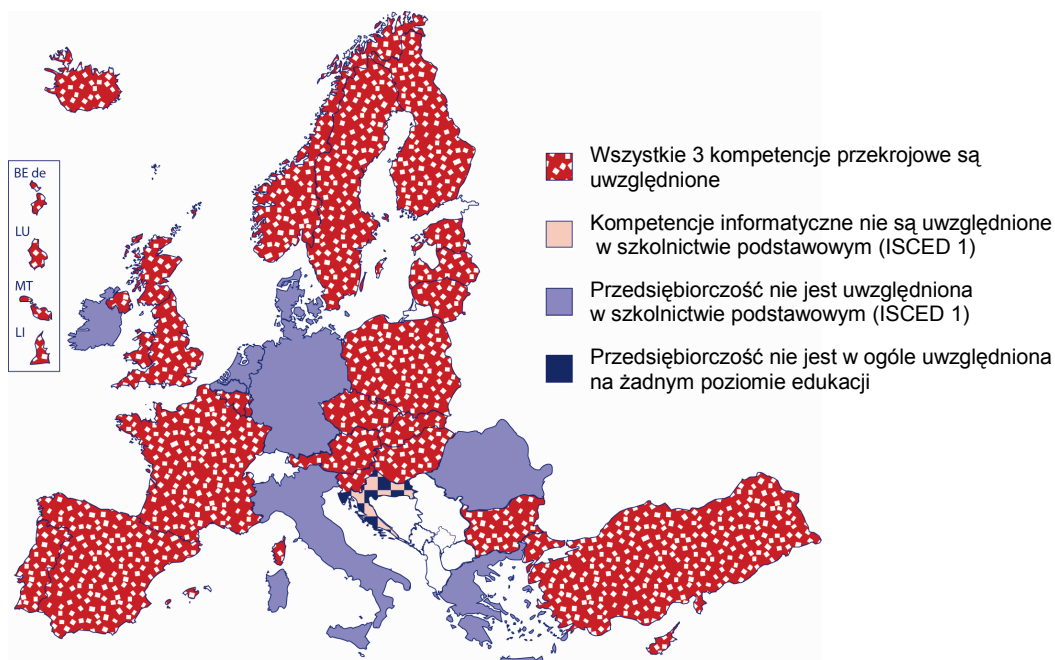 BE de
LU
MT
LI
Wszystkie 3 kompetencje przekrojowe są
uwzględnione
Kompetencje informatyczne nie są uwzględnione
w szkolnictwie podstawowym (ISCED 1)
Przedsiębiorczość nie jest uwzględniona
w szkolnictwie podstawowym (ISCED 1)
Przedsiębiorczość nie jest w ogóle uwzględniona
na żadnym poziomie edukacji